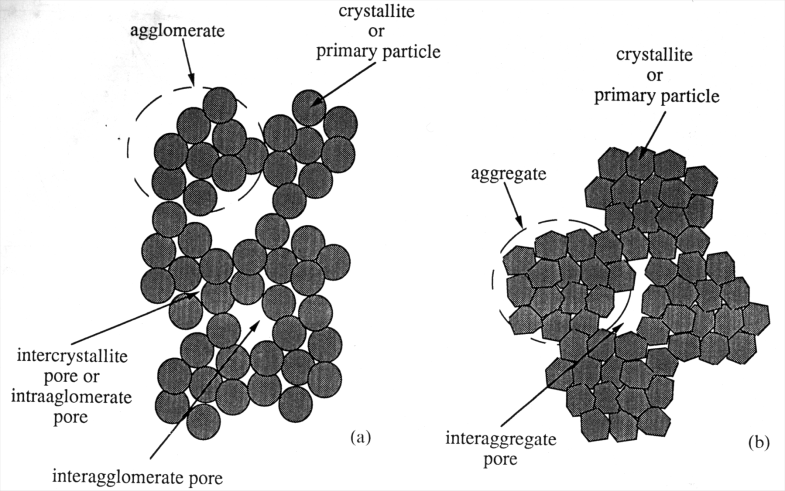 crystallite
or
primary particle
agglomerate
intercrystallite
pore or
intraaglomerate
pore
interagglomerate pore
(a)
crystallite
or
primary particle
aggregate
interaggregate
pore
(b)